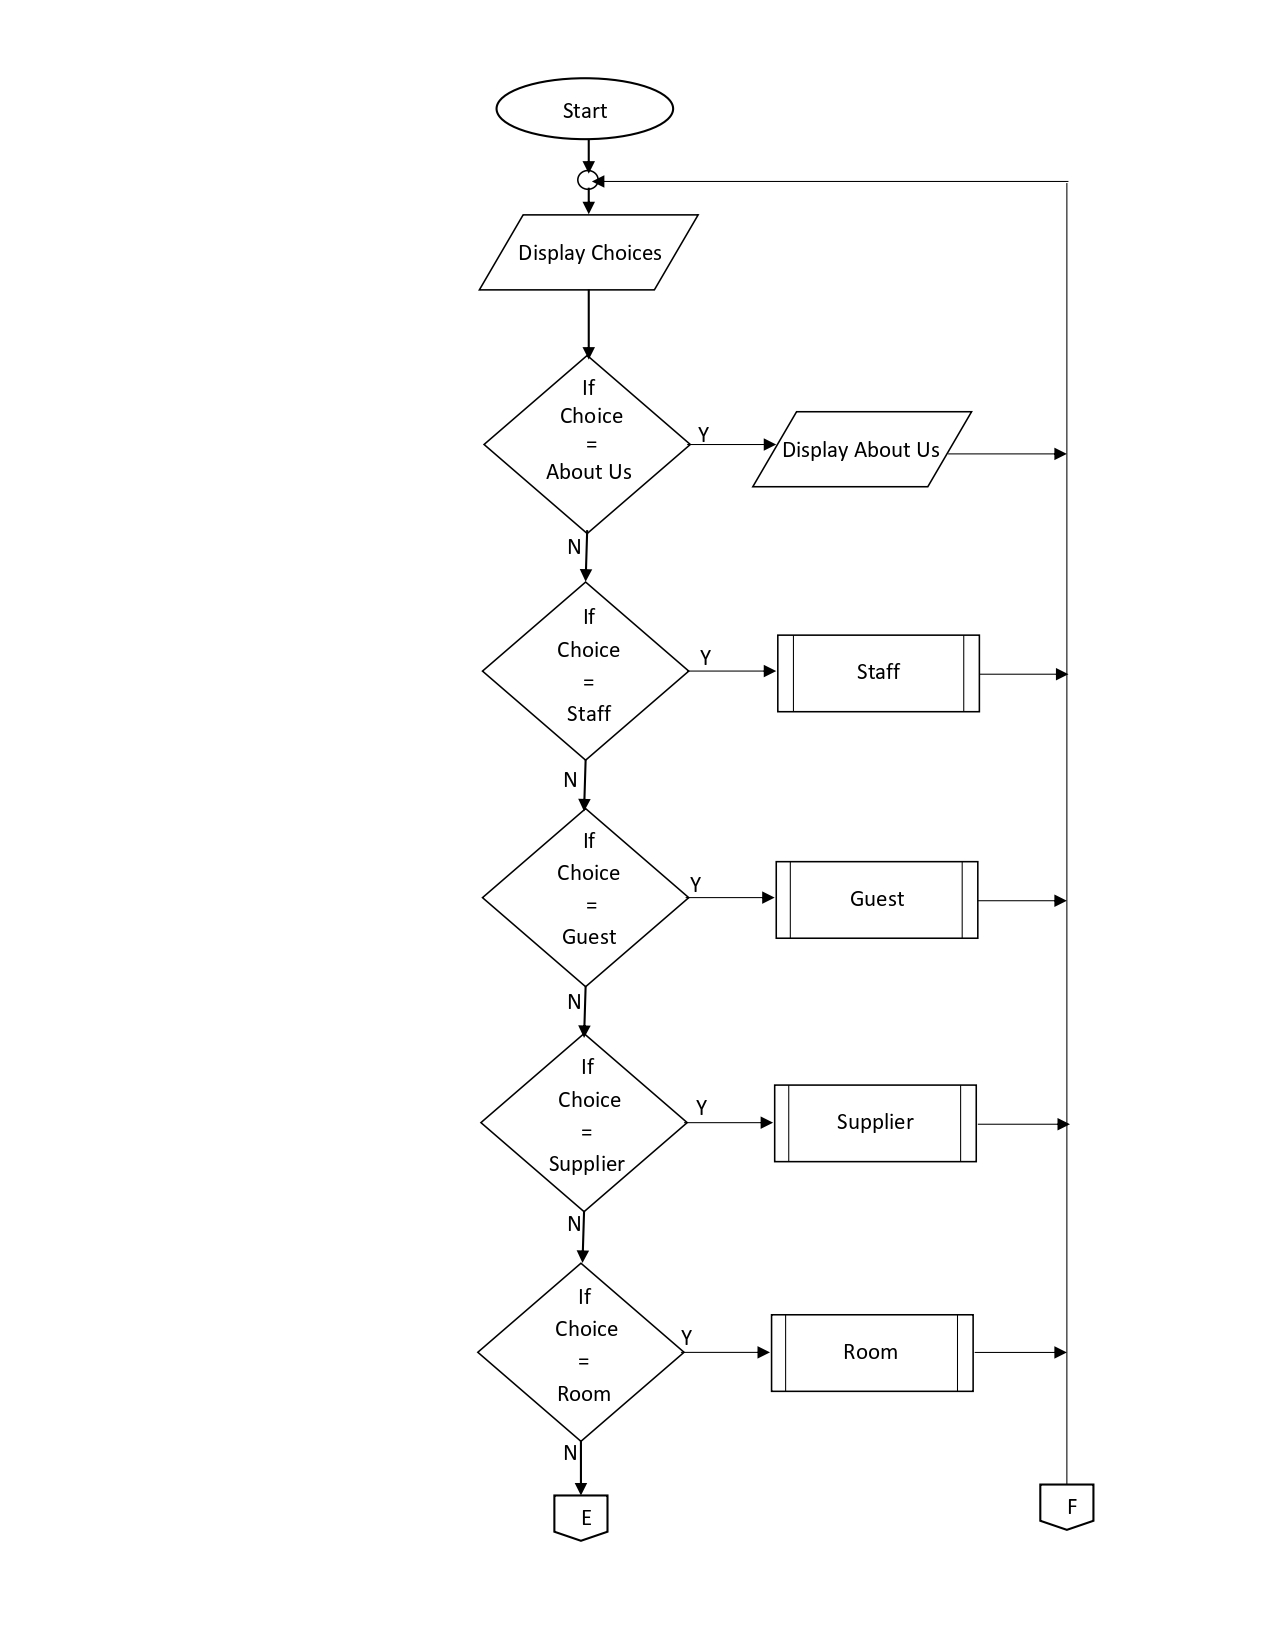 Start
Display Choices
If
Choice
=
About Us
Y
Display About Us
N
If
Choice
=
Staff
Y
Staff
N
If
Choice
=
Guest
Y
Guest
N
If
Choice
=
Supplier
Y
Supplier
N
If
Choice
=
Room
Y
Room
N
E
F